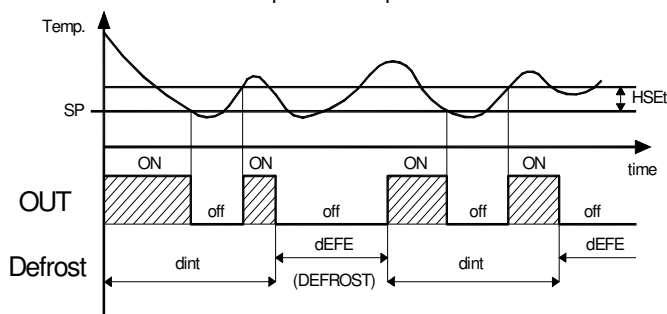 Temp.
HSEt
SP
ON ON ON ON time
OUT
off off off off
dEFE dEFE
Defrost dint (DEFROST) dint